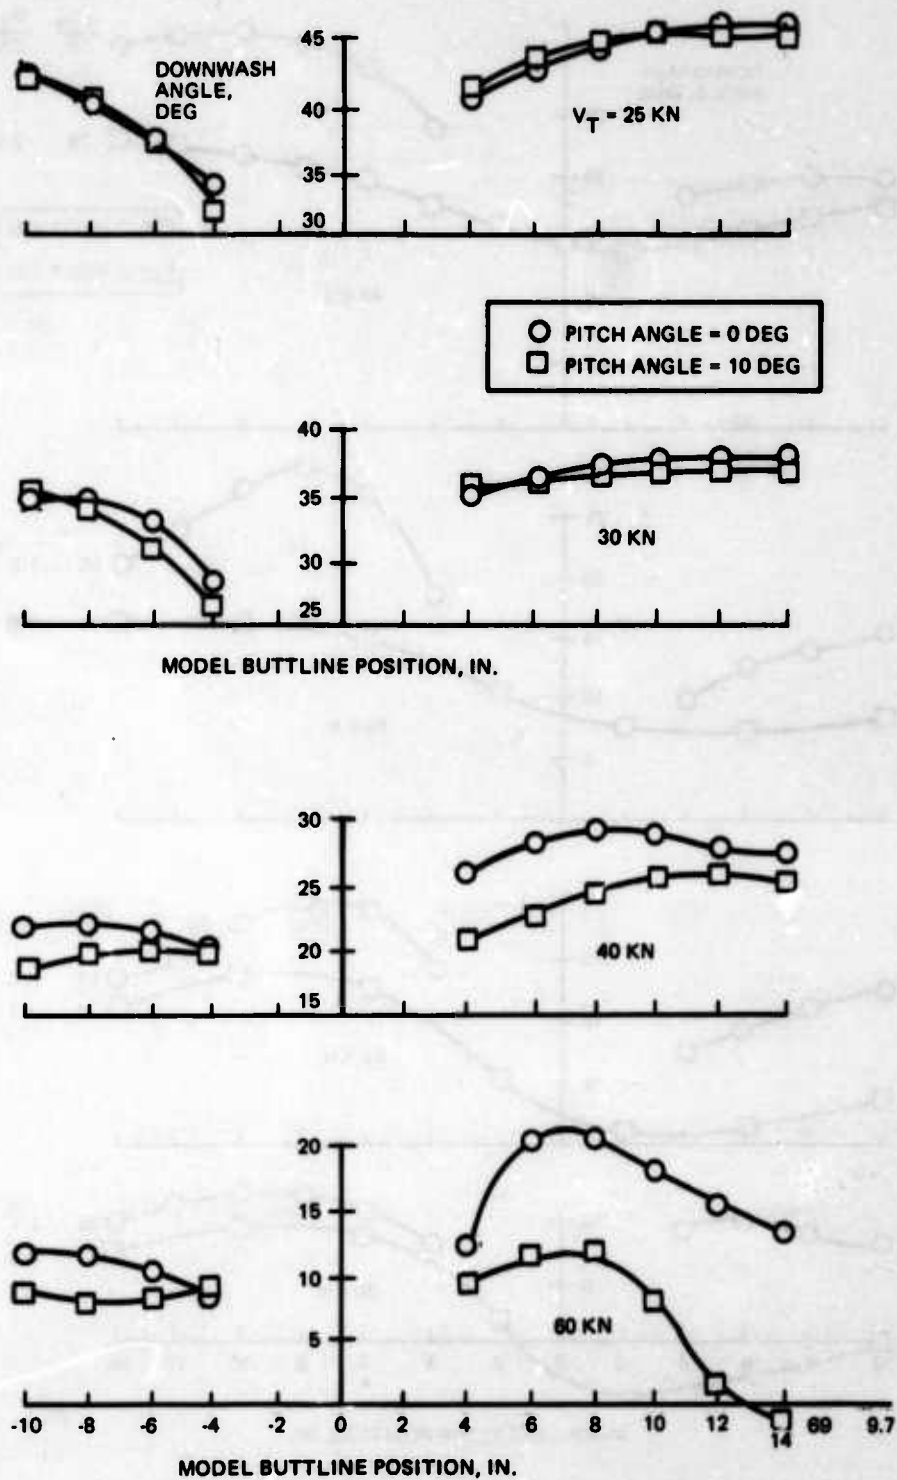 45
DOWNWASH
ANGLE,
DEG
40
V_T = 25 KN
35
30
PITCH ANGLE = 0 DEG
PITCH ANGLE = 10 DEG
40
35
30 KN
30
25
MODEL BUTTLINE POSITION, IN.
30
25
20
40 KN
15
20
15
10
60 KN
5
-10 -8 -6 -4 -2 0 2 4 6 8 10 12 14 69 9.7
MODEL BUTTLINE POSITION, IN.